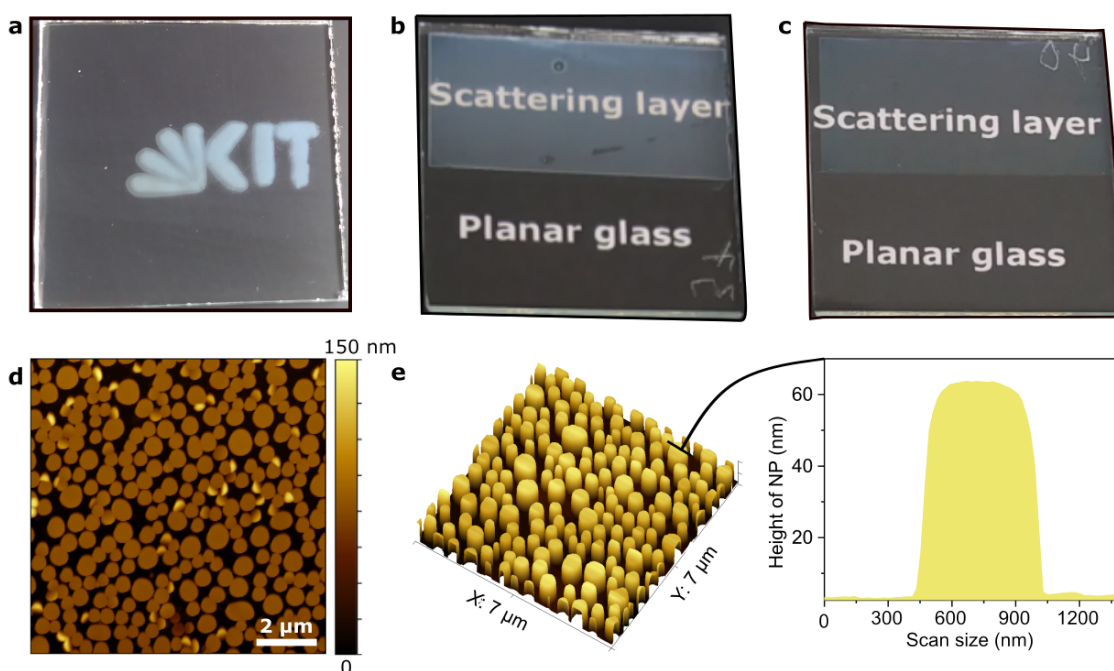 a
KIT
b
Scattering layer
Planar glass
c
Scattering layer
Planar glass
d
150 nm
2 μm
0
e
X: 7 μm
Y: 7 μm
Height of NP (nm)
60
40
20
0
300
600
900
1200
Scan size (nm)